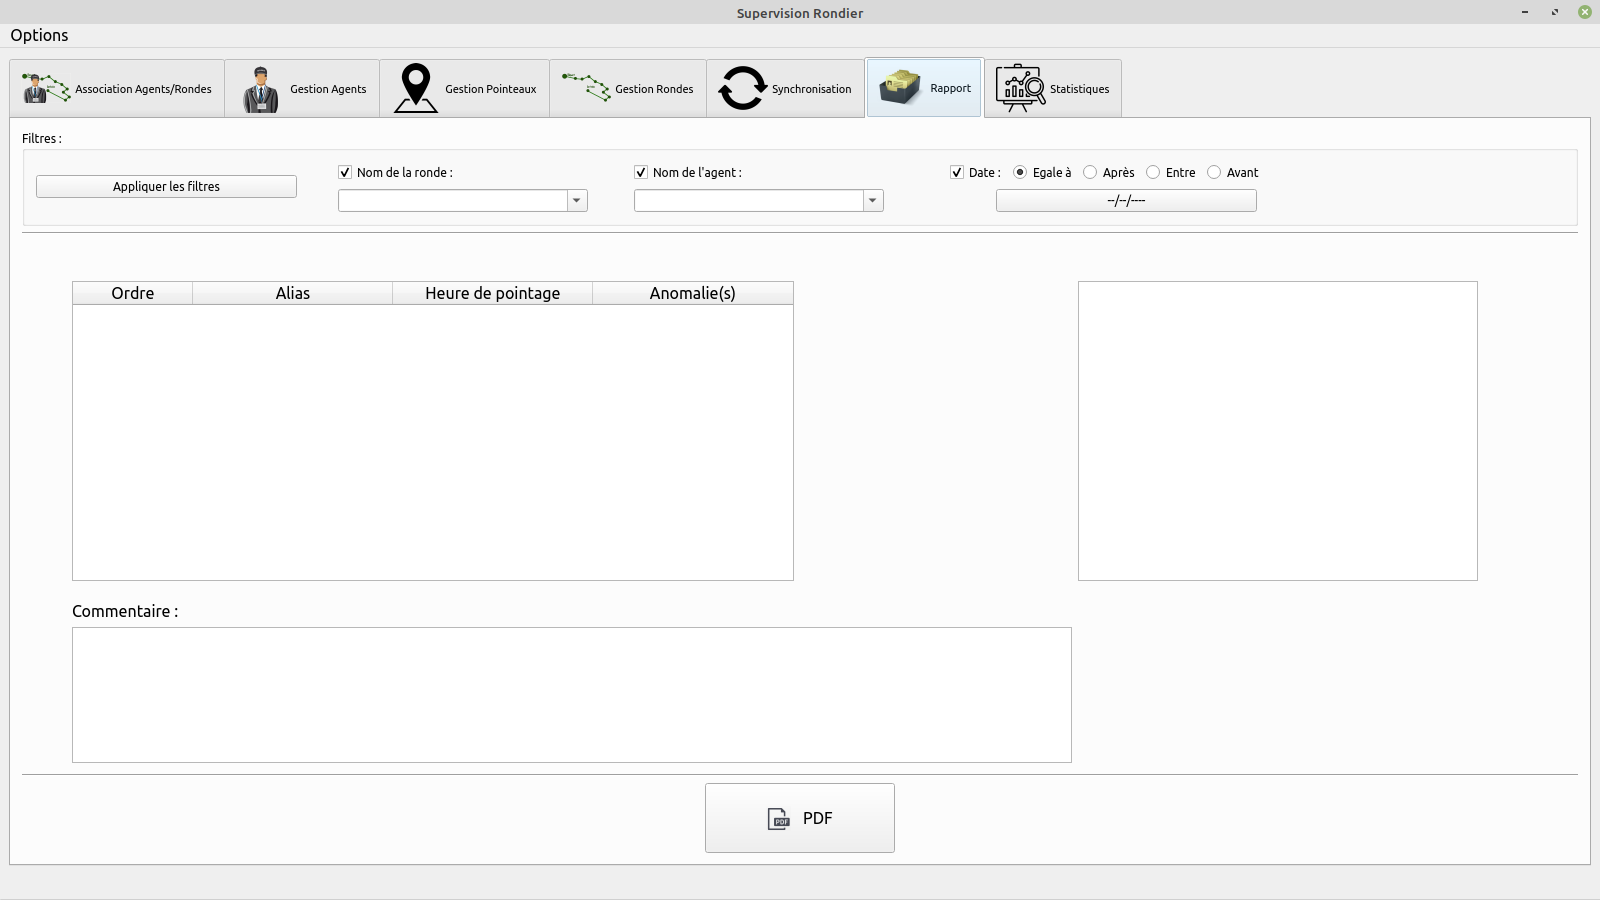 Supervision Rondier
Options
Association Agents/Rondes
Gestion Agents
Gestion Pointeaux
Gestion Rondes
Synchronisation
Rapport
Statistiques
Filtres :
Appliquer les filtres
Nom de la ronde :
Nom de l'agent :
Date :
Egale à
Après
Entre
Avant
--/--/----
Ordre
Alias
Heure de pointage
Anomalie(s)
Commentaire :
PDF
PDF